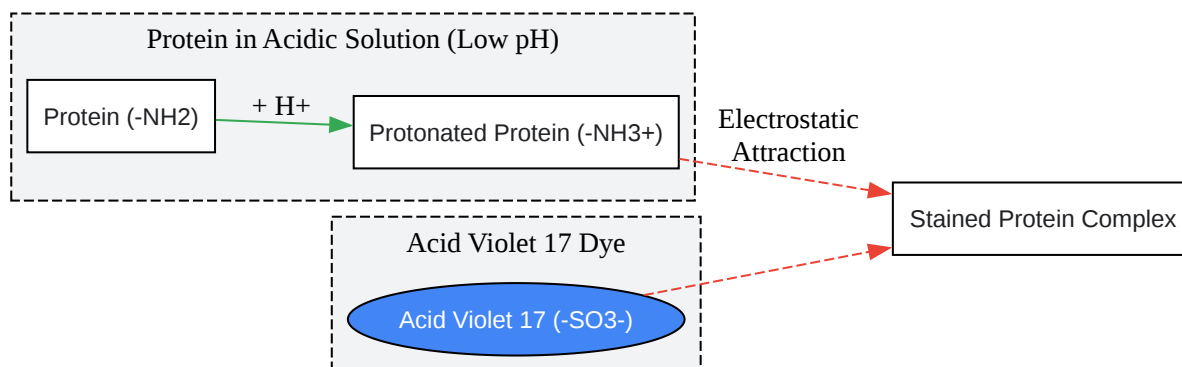 Protein in Acidic Solution (Low pH)
Protein (-NH2)
+ H+
Protonated Protein (-NH3+)
Electrostatic
Attraction
Stained Protein Complex
Acid Violet 17 Dye
Acid Violet 17 (-SO3-)